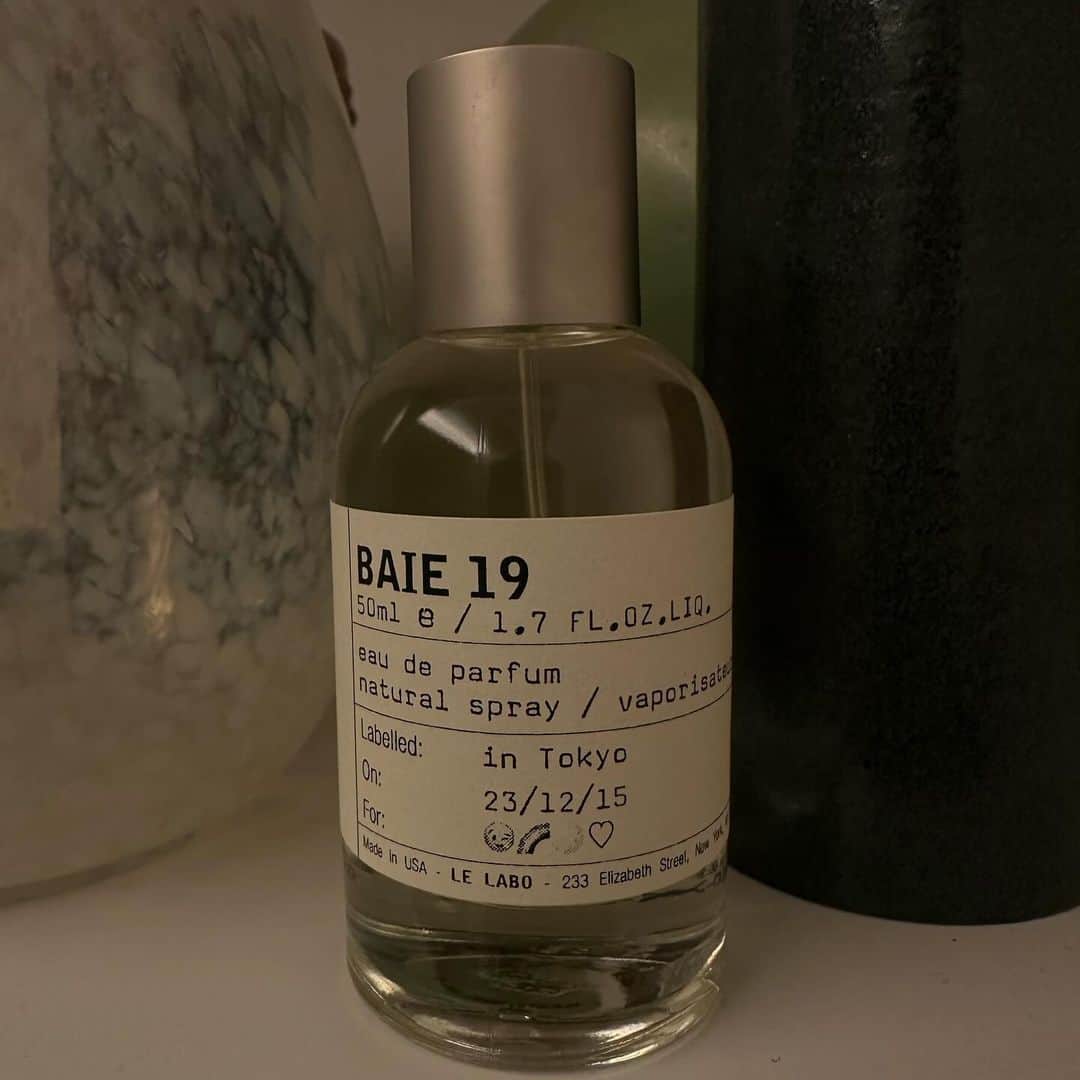 BAIE 19
50ml e / 1.7 FL.OZ.LIQ.
eau de parfum
natural spray / vaporisateu
Labelled: in Tokyo
On: 23/12/15
For: 😉🌈🌕♡
Made in USA - LE LABO - 233 Elizabeth Street, New York,